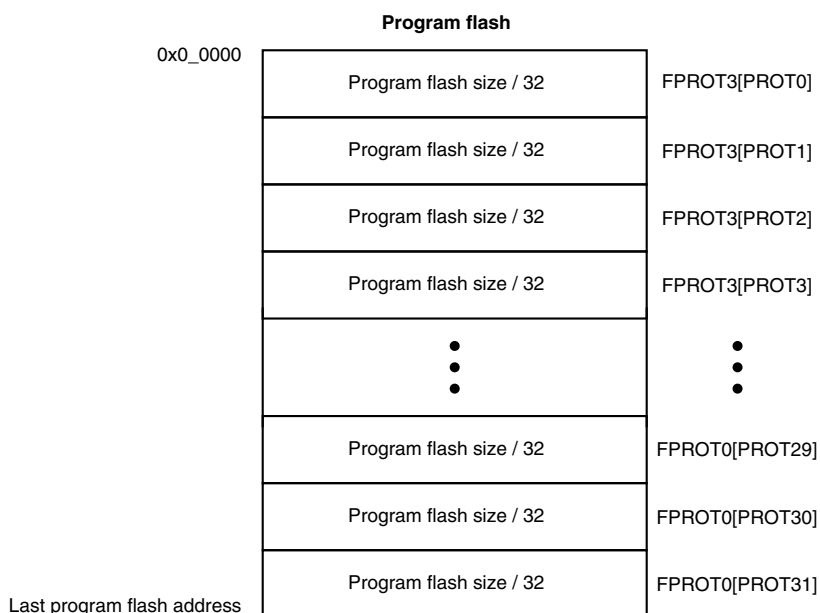 Program flash
0x0_0000
Program flash size / 32 FPROT3[PROT0]
Program flash size / 32 FPROT3[PROT1]
Program flash size / 32 FPROT3[PROT2]
Program flash size / 32 FPROT3[PROT3]
Program flash size / 32 FPROT0[PROT29]
Program flash size / 32 FPROT0[PROT30]
Program flash size / 32 FPROT0[PROT31]
Last program flash address